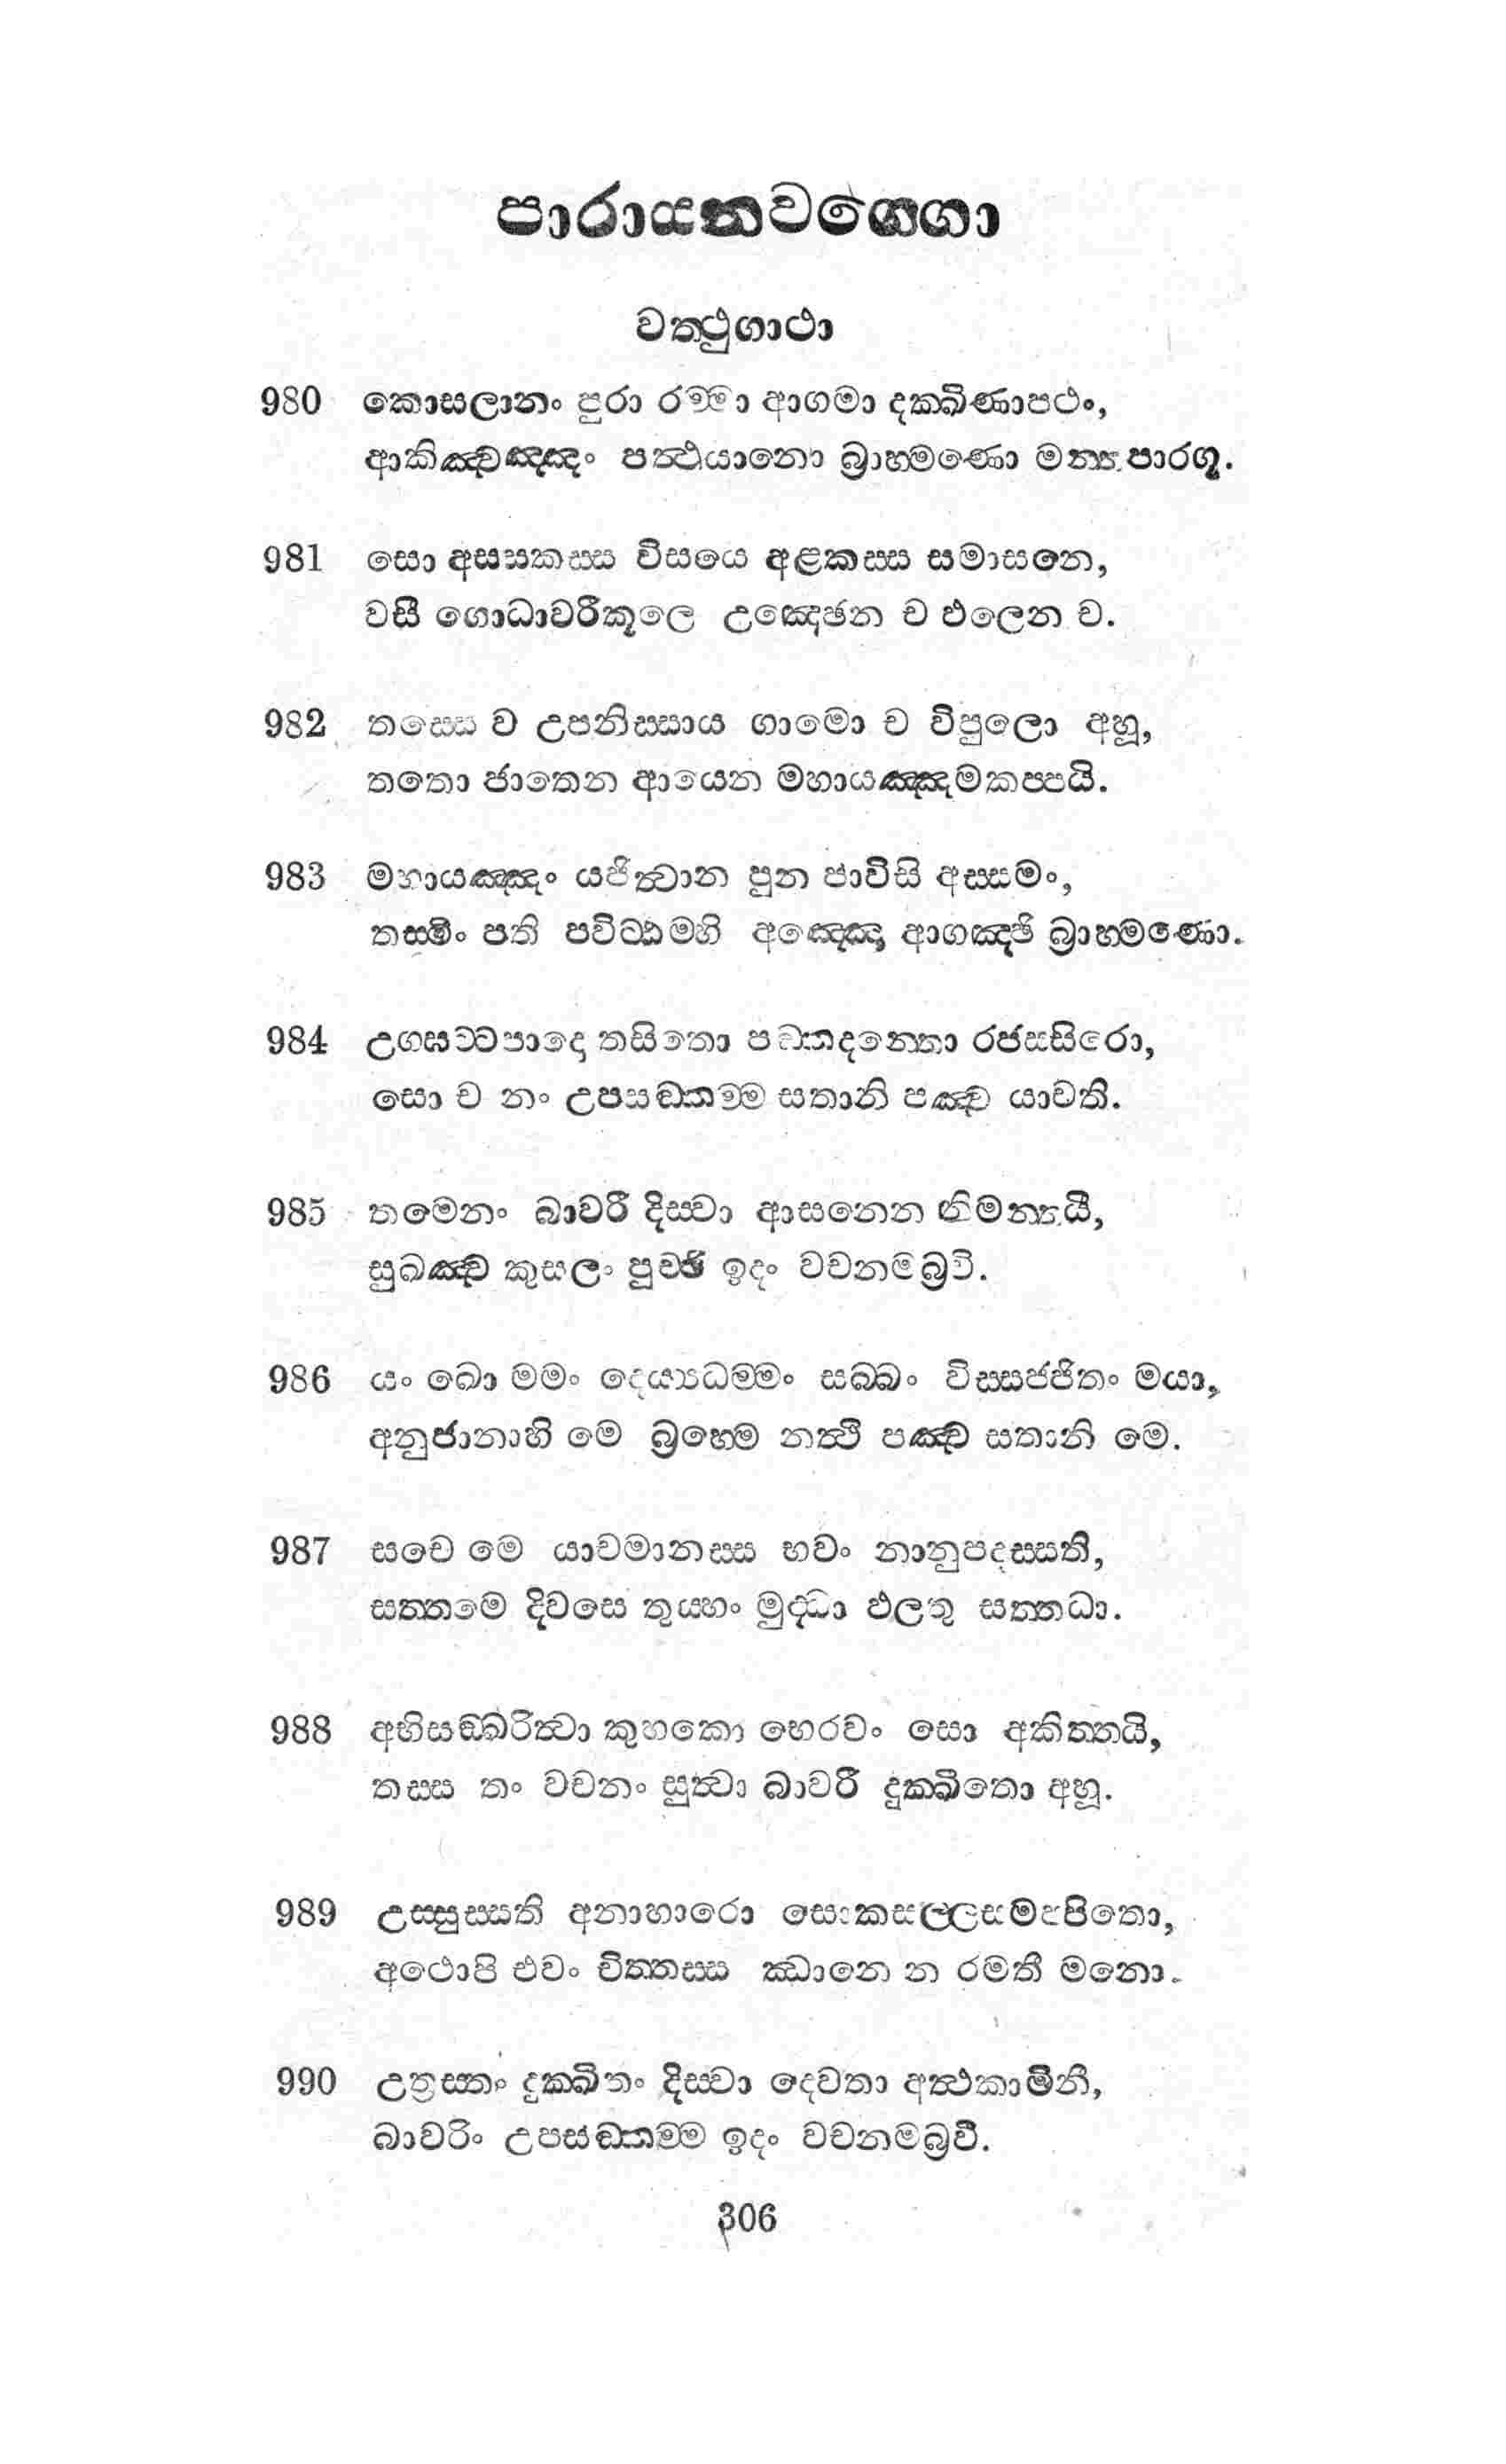 පාරායනවග්ගො
වත්ථුගාථා
980 කොසලානං පුරා රම්මා ආගමා දක්ඛිණාපථං,
ආකිඤ්චඤ්ඤං පත්ථයානො බ්‍රාහ්මණො මන්ත්‍රපාරගූ.
981 සො අස්සකස්ස විසයෙ අළකස්ස සමාසනෙ,
වසී ගොධාවරීකූලෙ උඤ්ඡෙන ච ඵලෙන ච.
982 තස්සෙව උපනිස්සාය ගාමො ච විපුලො අහූ,
තතො ජාතෙන ආයෙන මහායඤ්ඤමකප්පයි.
983 මහායඤ්ඤං යජිත්වාන පුන පාවිසි අස්සමං,
තස්මිං පති පවිට්ඨම්හි අඤ්ඤො ආගඤ්ඡි බ්‍රාහ්මණො.
984 උග්ඝට්ටපාදො තසිතො පඞ්කදන්තො රජස්සිරො,
සො ච නං උපසඞ්කම්ම සතානි පඤ්ච යාචති.
985 තමෙනං බාවරී දිස්වා ආසනෙන නිමන්තයී,
සුඛඤ්ච කුසලං පුච්ඡි ඉදං වචනමබ්‍රවි.
986 යං ඛො මමං දෙය්‍යධම්මං සබ්බං විස්සජ්ජිතං මයා,
අනුජානාහි මෙ බ්‍රහ්මෙ නත්ථි පඤ්ච සතානි මෙ.
987 සචෙ මෙ යාචමානස්ස භවං නානුපදස්සති,
සත්තමෙ දිවසෙ තුය්හං මුද්ධා ඵලතු සත්තධා.
988 අභිසඞ්ඛරිත්වා කුහකො භෙරවං සො අකිත්තයි,
තස්ස තං වචනං සුත්වා බාවරී දුක්ඛිතො අහූ.
989 උස්සුස්සති අනාහාරො සොකසල්ලසමප්පිතො,
අථොපි එවං චිත්තස්ස ඣානෙ න රමතී මනො.
990 උත්‍රස්තං දුක්ඛිතං දිස්වා දෙවතා අත්ථකාමිනී,
බාවරිං උපසඞ්කම්ම ඉදං වචනමබ්‍රවී.
306